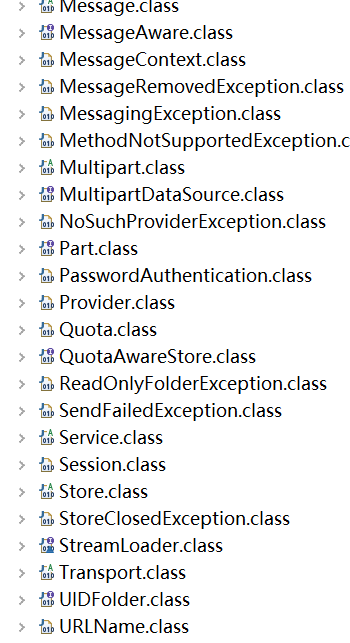 Message.class
MessageAware.class
MessageContext.class
MessageRemovedException.class
MessagingException.class
MethodNotSupportedException.c
Multipart.class
MultipartDataSource.class
NoSuchProviderException.class
Part.class
PasswordAuthentication.class
Provider.class
Quota.class
QuotaAwareStore.class
ReadOnlyFolderException.class
SendFailedException.class
Service.class
Session.class
Store.class
StoreClosedException.class
StreamLoader.class
Transport.class
UIDFolder.class
URLName.class